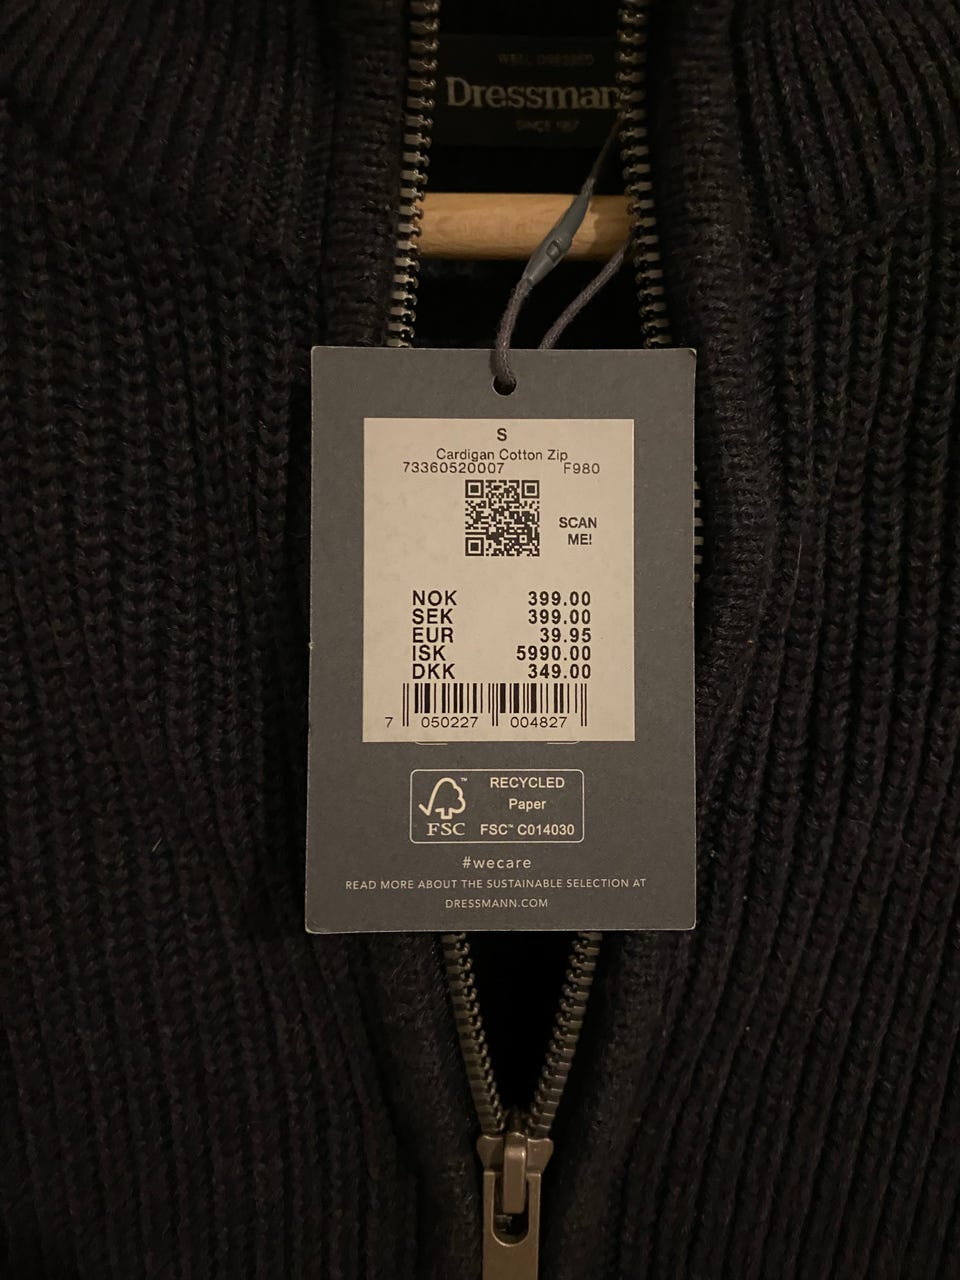 WELL DRESSED
Dressman
SINCE 1967
S
Cardigan Cotton Zip
73360520007 F980
SCAN
ME!
NOK 399.00
SEK 399.00
EUR 39.95
ISK 5990.00
DKK 349.00
7 050227 004827
FSC
RECYCLED
Paper
FSC™ C014030
#wecare
READ MORE ABOUT THE SUSTAINABLE SELECTION AT
DRESSMANN.COM